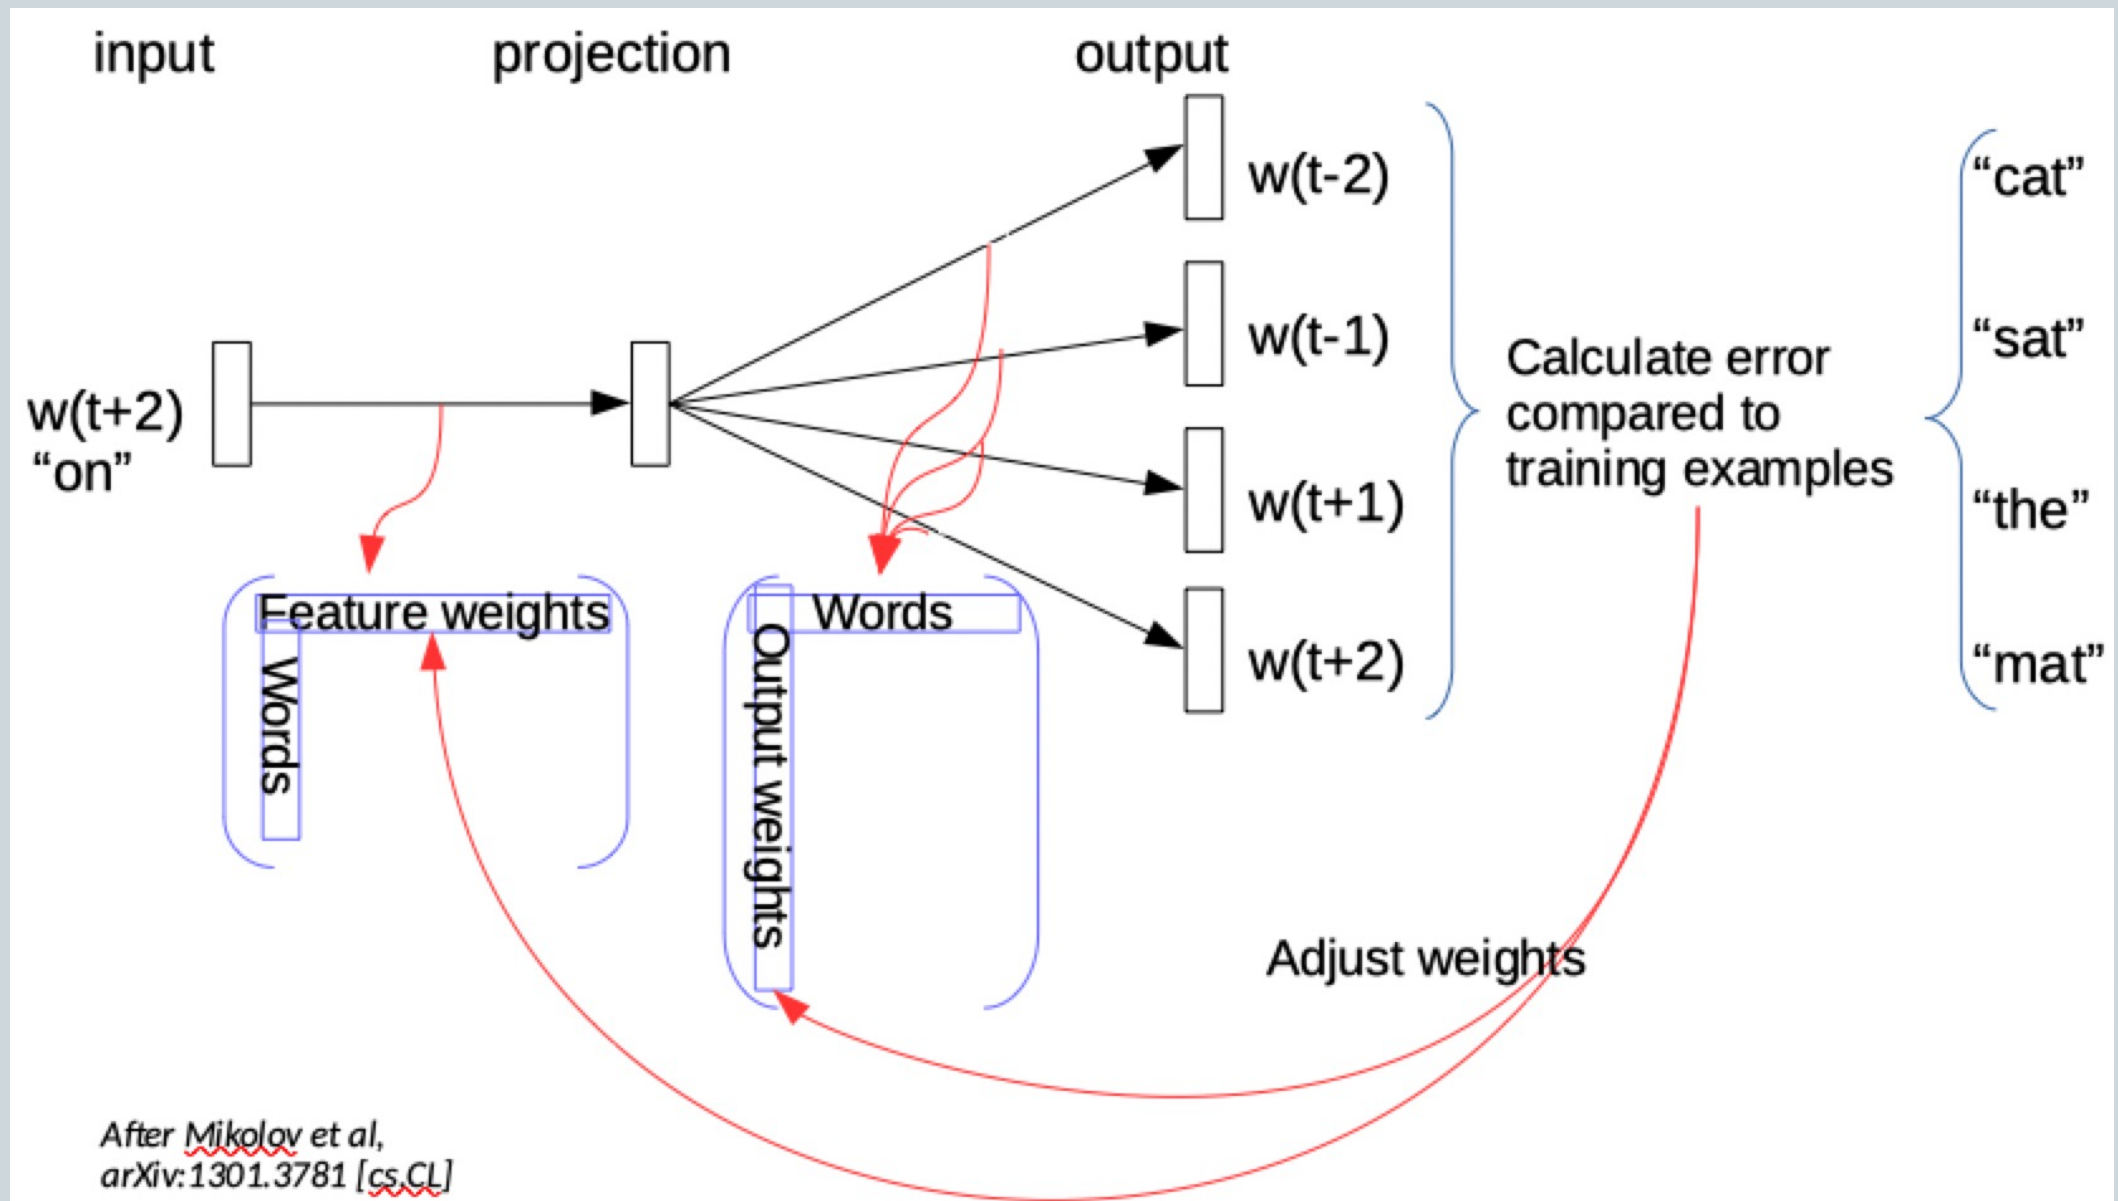 input
projection
output
w(t+2)
“on”
w(t-2)
w(t-1)
w(t+1)
w(t+2)
Calculate error
compared to
training examples
“cat”
“sat”
“the”
“mat”
Feature weights
Words
Words
Output weights
Adjust weights
After Mikolov et al,
arXiv:1301.3781 [cs.CL]